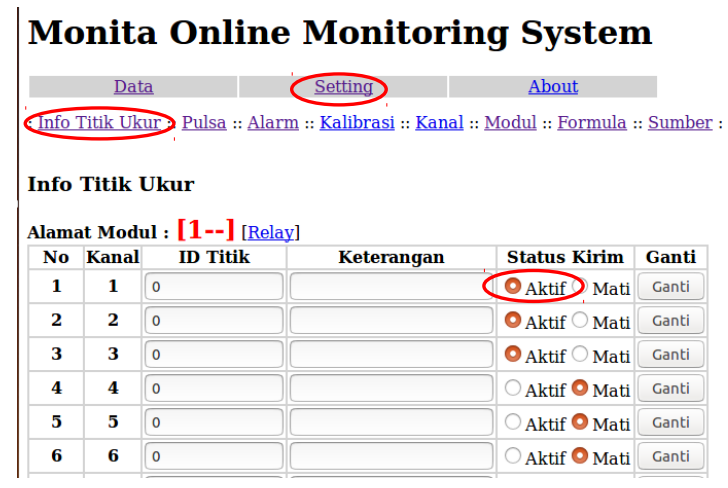 Monita Online Monitoring System
Data Setting About
: Info Titik Ukur :: Pulsa :: Alarm :: Kalibrasi :: Kanal :: Modul :: Formula :: Sumber :
Info Titik Ukur
Alamat Modul : [1--] [Relay]
No Kanal ID Titik Keterangan Status Kirim Ganti
1 1 0 Aktif Mati Ganti
2 2 0 Aktif Mati Ganti
3 3 0 Aktif Mati Ganti
4 4 0 Aktif Mati Ganti
5 5 0 Aktif Mati Ganti
6 6 0 Aktif Mati Ganti